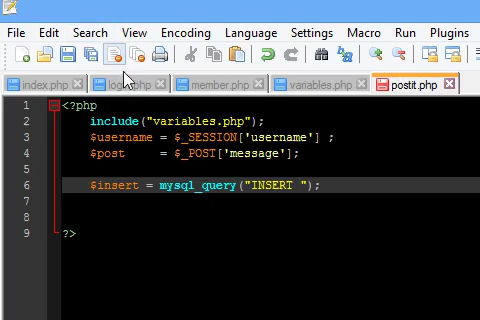 File Edit Search View Encoding Language Settings Macro Run Plugins
index.php member.php variables.php postit.php
1 <?php
2 include("variables.php");
3 $username = $_SESSION['username'] ;
4 $post = $_POST['message'];
5
6 $insert = mysql_query("INSERT ");
7
8
9 ?>